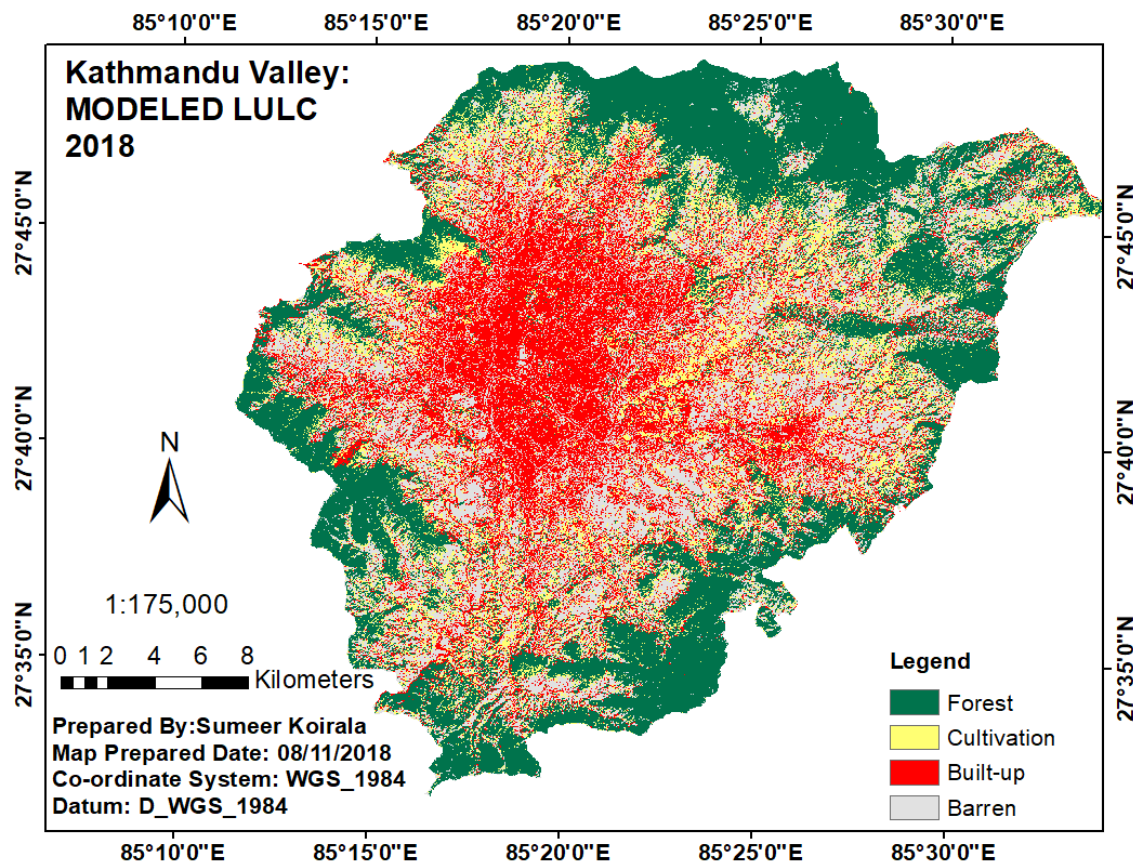 85°10'0"E 85°15'0"E 85°20'0"E 85°25'0"E 85°30'0"E
Kathmandu Valley:
MODELED LULC
2018
27°45'0"N
27°40'0"N
27°35'0"N
27°45'0"N
27°40'0"N
27°35'0"N
N
1:175,000
0 1 2 4 6 8
Kilometers
Prepared By:Sumeer Koirala
Map Prepared Date: 08/11/2018
Co-ordinate System: WGS_1984
Datum: D_WGS_1984
Legend
Forest
Cultivation
Built-up
Barren
85°10'0"E 85°15'0"E 85°20'0"E 85°25'0"E 85°30'0"E